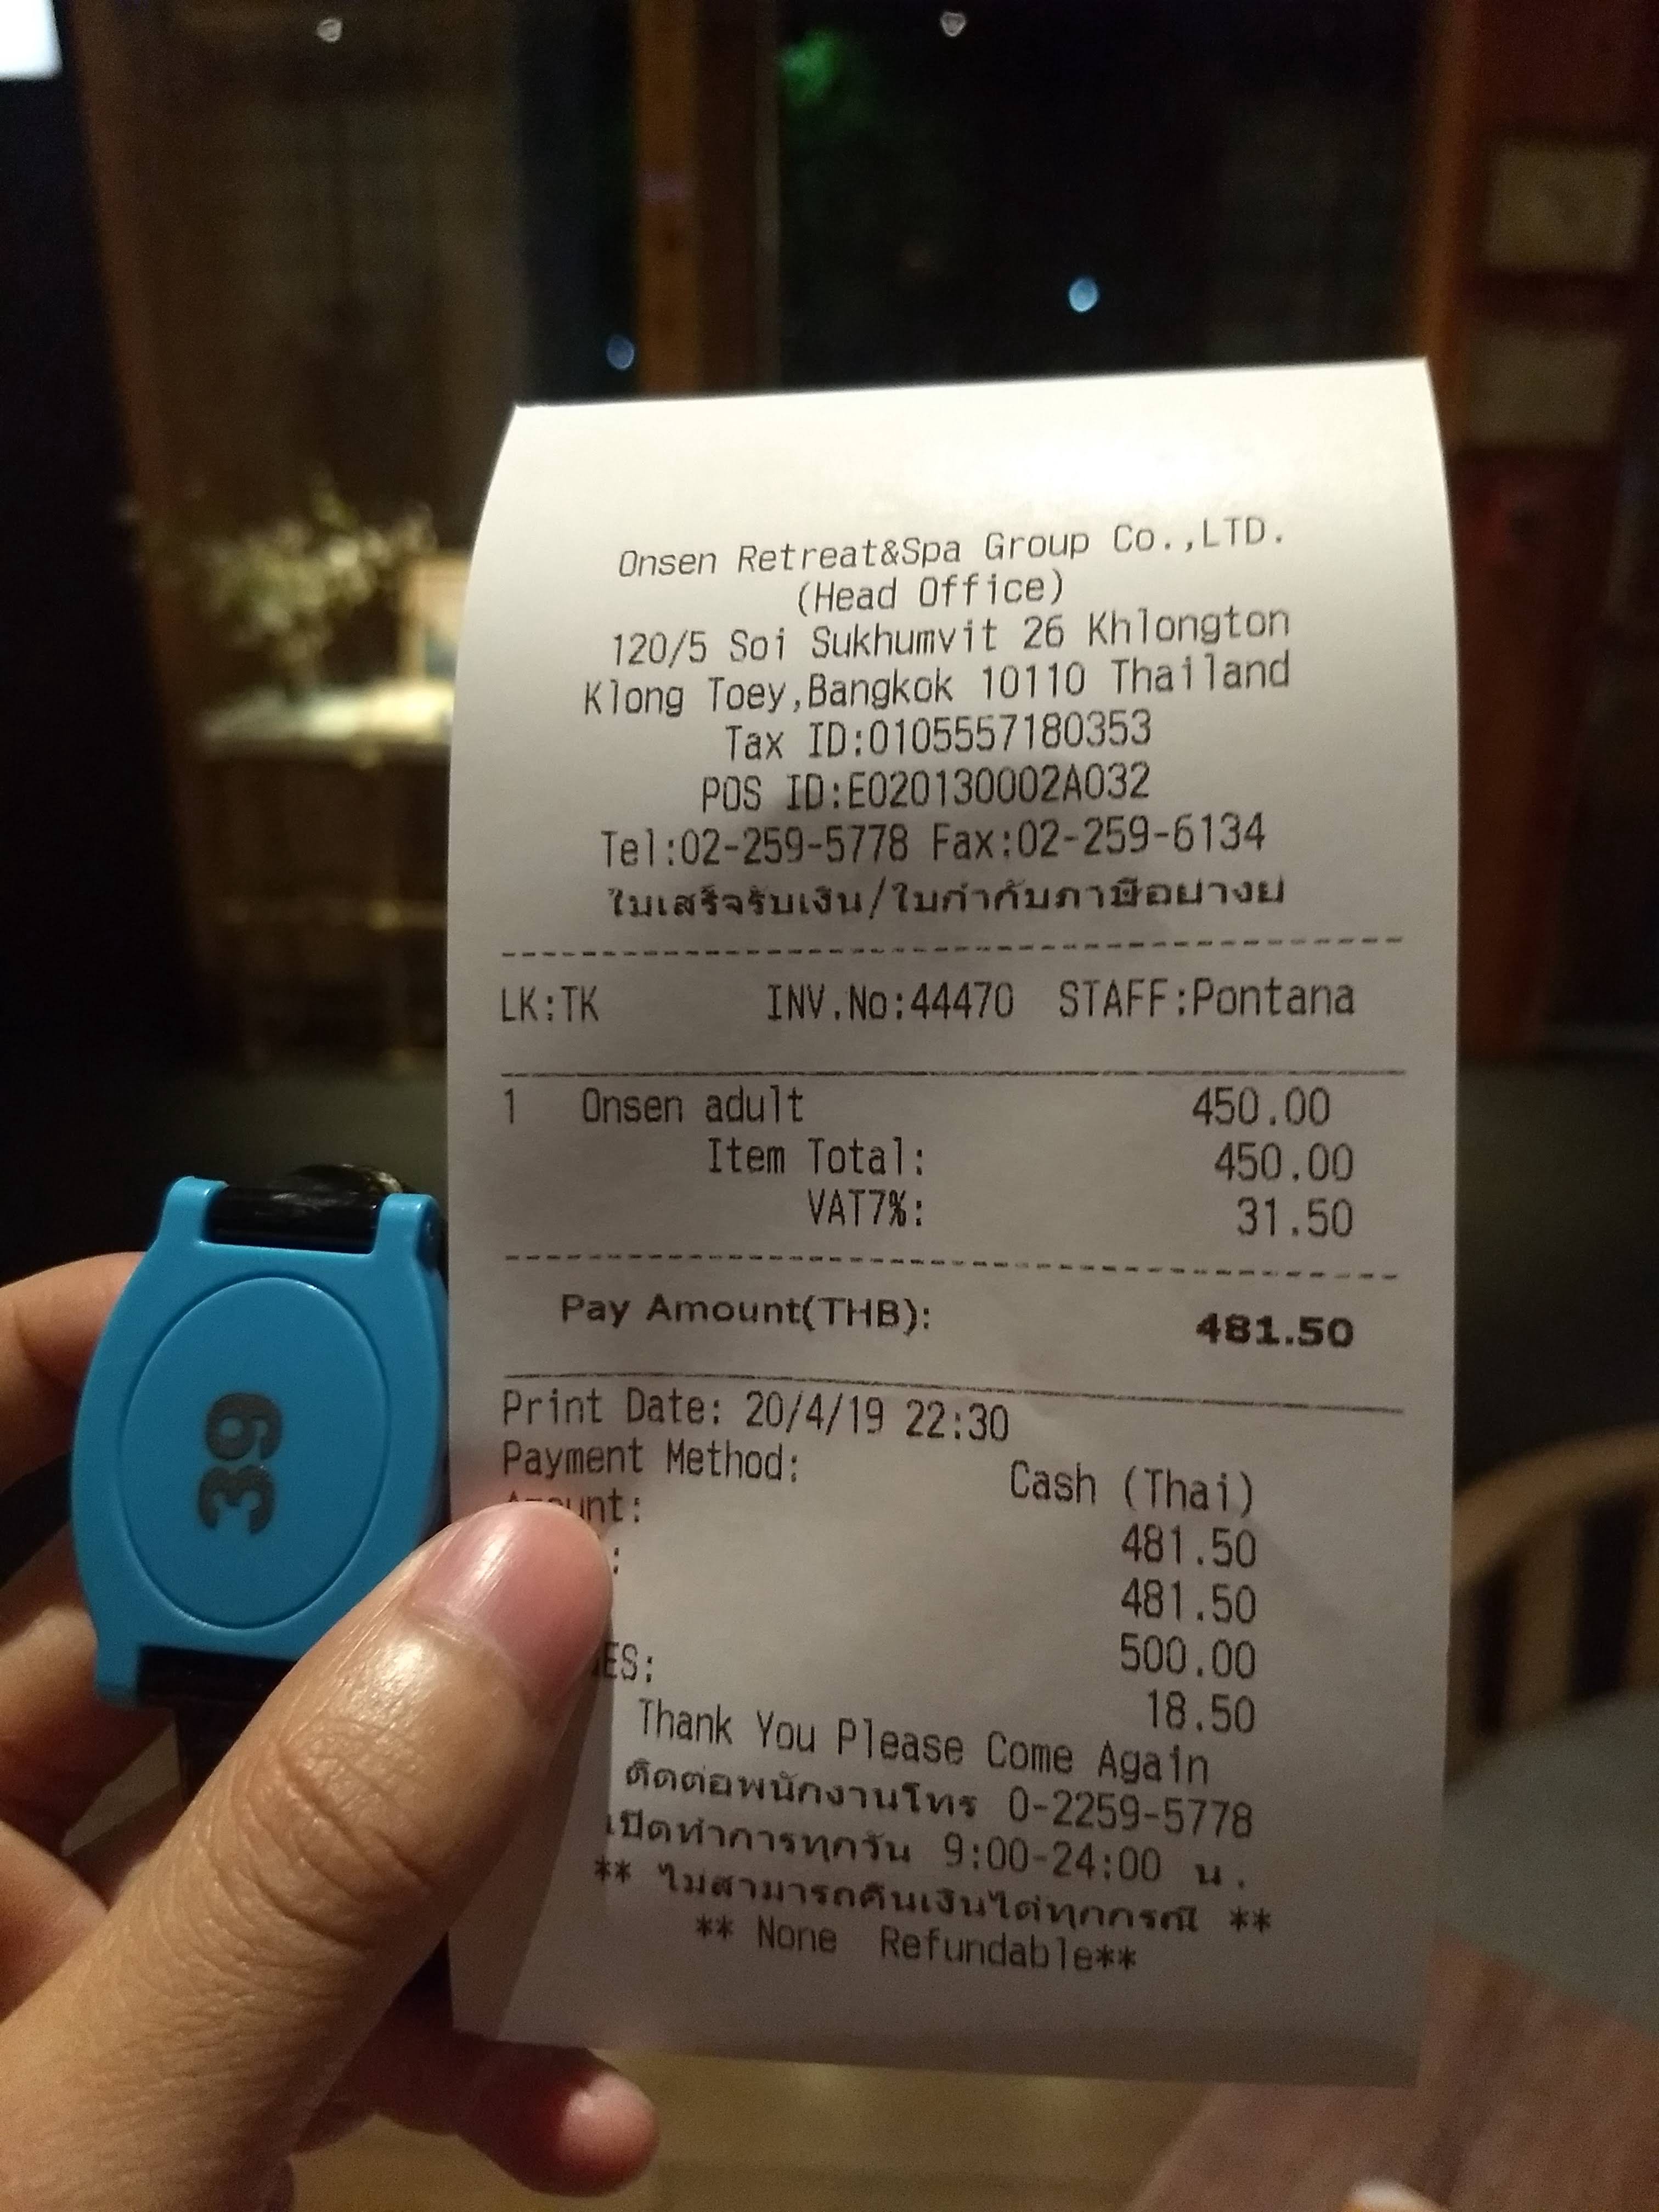 Onsen Retreat&Spa Group Co.,LTD.
(Head Office)
120/5 Soi Sukhumvit 26 Khlongton
Klong Toey,Bangkok 10110 Thailand
Tax ID:0105557180353
POS ID:E020130002A032
Tel:02-259-5778 Fax:02-259-6134
ใบเสร็จรับเงิน/ใบกำกับภาษีอย่างย
LK:TK INV.No:44470 STAFF:Pontana
1 Onsen adult 450.00
Item Total: 450.00
VAT7%: 31.50
Pay Amount(THB): 481.50
Print Date: 20/4/19 22:30
Payment Method: Cash (Thai)
481.50
481.50
500.00
18.50
Thank You Please Come Again
ติดต่อพนักงานโทร 0-2259-5778
เปิดทำการทุกวัน 9:00-24:00 น.
** ไม่สามารถคืนเงินได้ทุกกรณี **
** None Refundable**
39